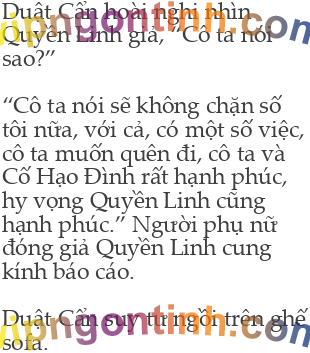 Duật Cẩn hoài nghi nhìn
Quyền Linh giả, “Cô ta nói
sao?”
“Cô ta nói sẽ không chặn số
tôi nữa, với cả, có một số việc,
cô ta muốn quên đi, cô ta và
Cố Hạo Đình rất hạnh phúc,
hy vọng Quyền Linh cũng
hạnh phúc.” Người phụ nữ
đóng giả Quyền Linh cung
kính báo cáo.
Duật Cẩn suy tư ngồi trên ghế
sofa.
vipngontinh.com
vipngontinh.com